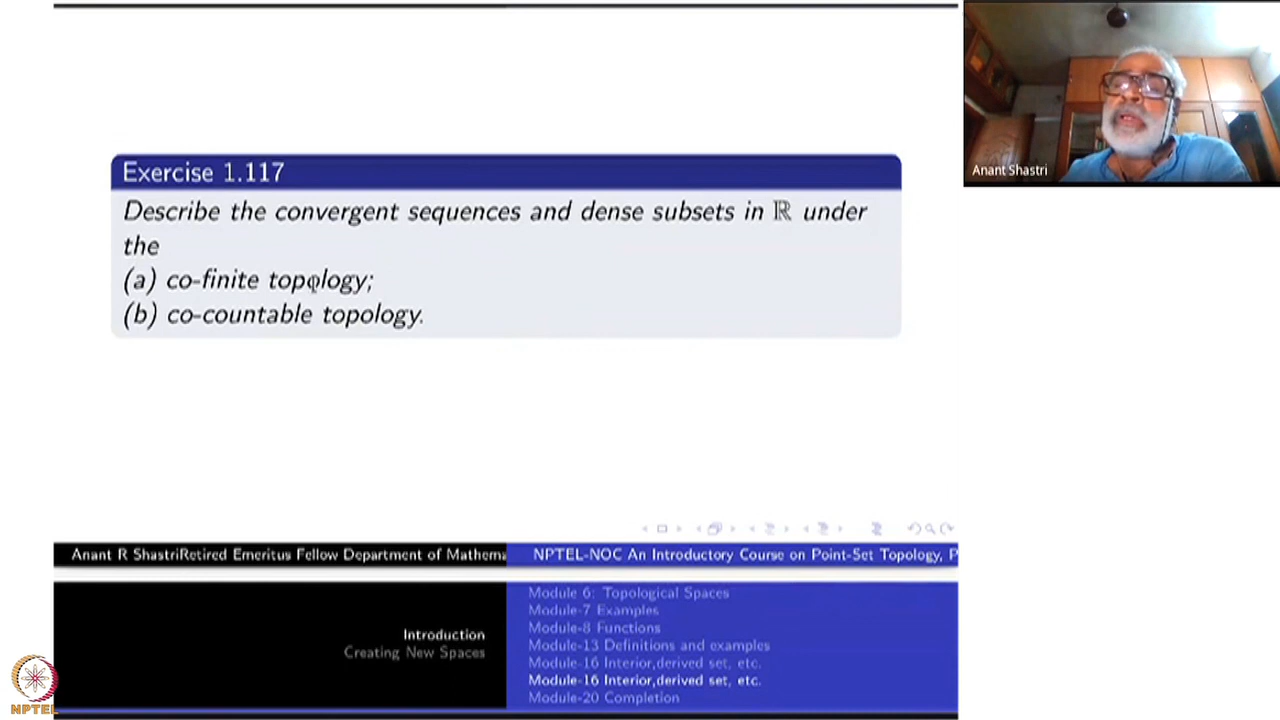 Exercise 1.117
Describe the convergent sequences and dense subsets in ℝ under
the
(a) co-finite topology;
(b) co-countable topology.
Anant Shastri
Anant R ShastriRetired Emeritus Fellow Department of Mathema
NPTEL-NOC An Introductory Course on Point-Set Topology, P
Introduction
Creating New Spaces
Module 6: Topological Spaces
Module-7 Examples
Module-8 Functions
Module-13 Definitions and examples
Module-16 Interior,derived set, etc.
Module-16 Interior,derived set, etc.
Module-20 Completion
NPTEL